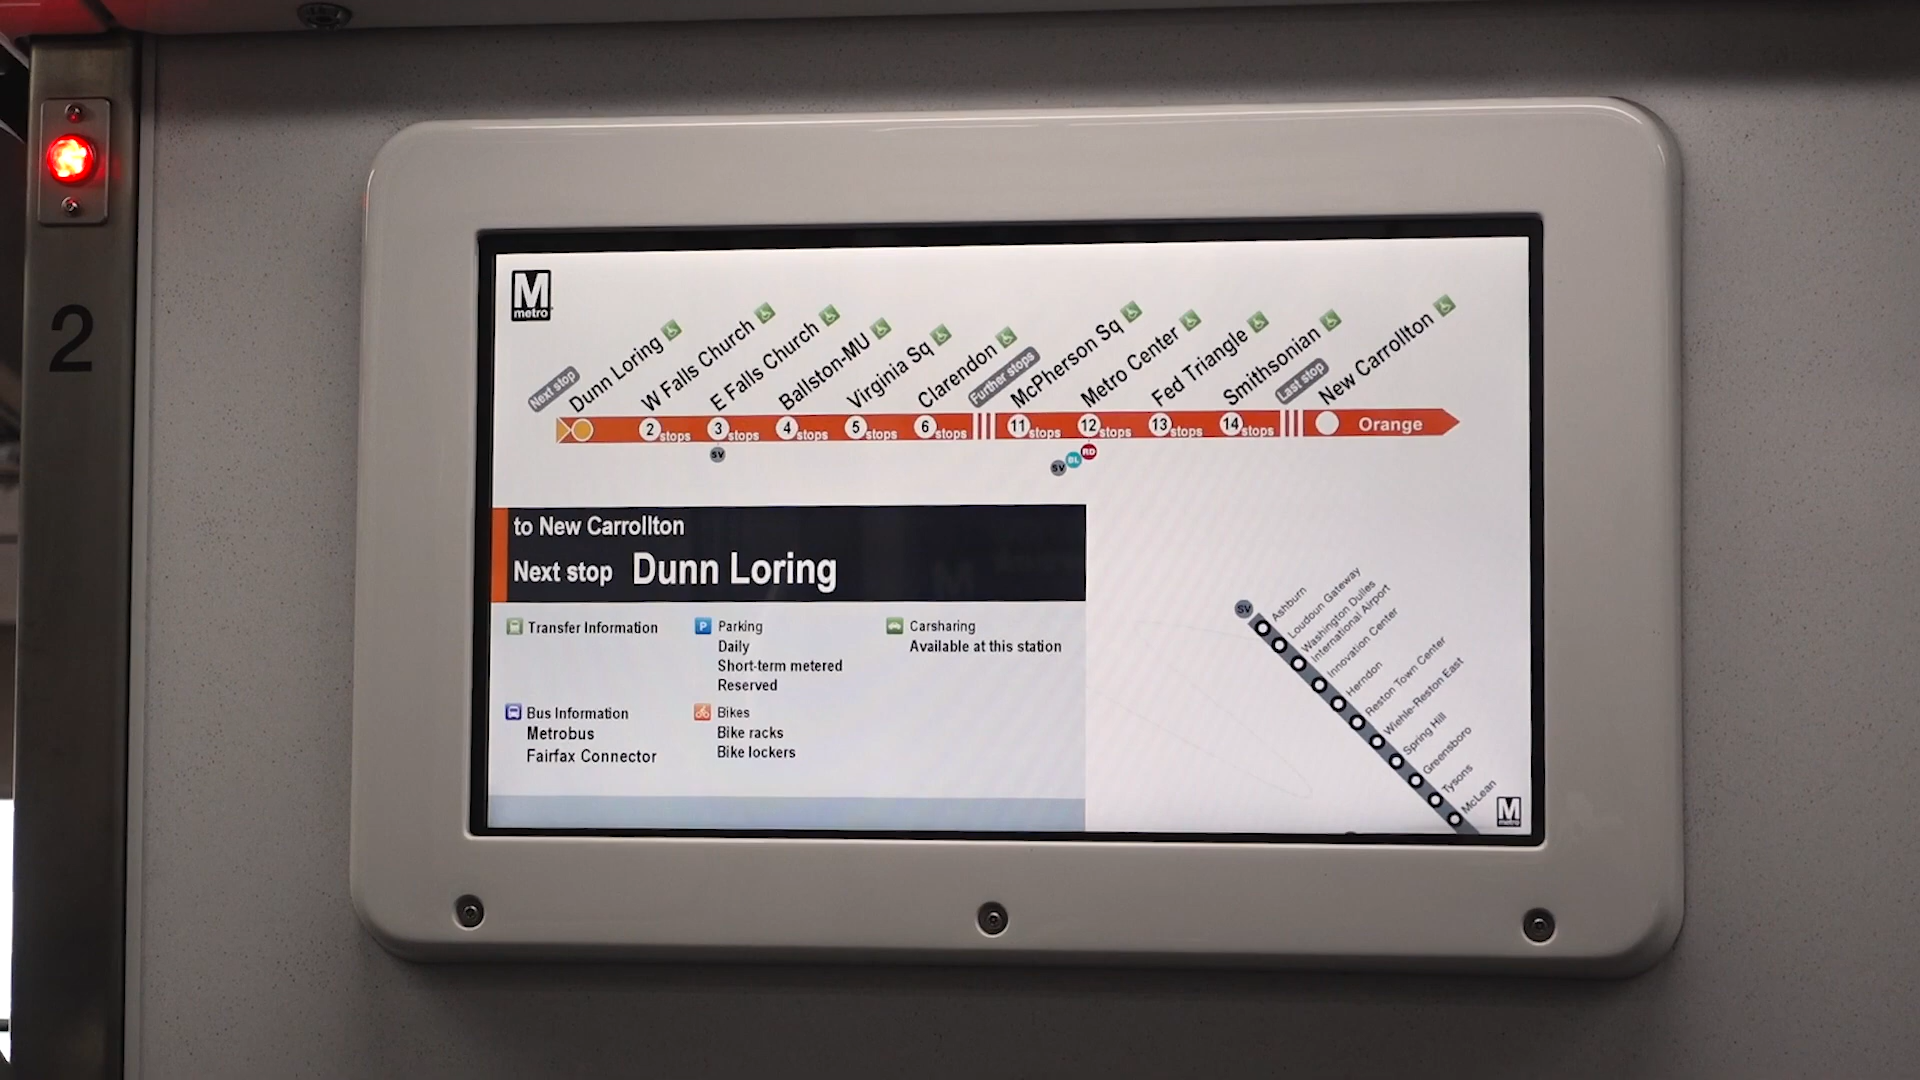 2
M
metro
Next stop
Dunn Loring
W Falls Church
E Falls Church
Ballston-MU
Virginia Sq
Clarendon
Further stops
McPherson Sq
Metro Center
Fed Triangle
Smithsonian
Last stop
New Carrollton
2 stops
3 stops
4 stops
5 stops
6 stops
11 stops
12 stops
13 stops
14 stops
Orange
SV
SV
BL
RD
to New Carrollton
Next stop Dunn Loring
Transfer Information
P Parking
Daily
Short-term metered
Reserved
Carsharing
Available at this station
Bus Information
Metrobus
Fairfax Connector
Bikes
Bike racks
Bike lockers
SV
Ashburn
Loudoun Gateway
Washington Dulles
International Airport
Innovation Center
Herndon
Reston Town Center
Wiehle-Reston East
Spring Hill
Greensboro
Tysons
McLean
M
metro